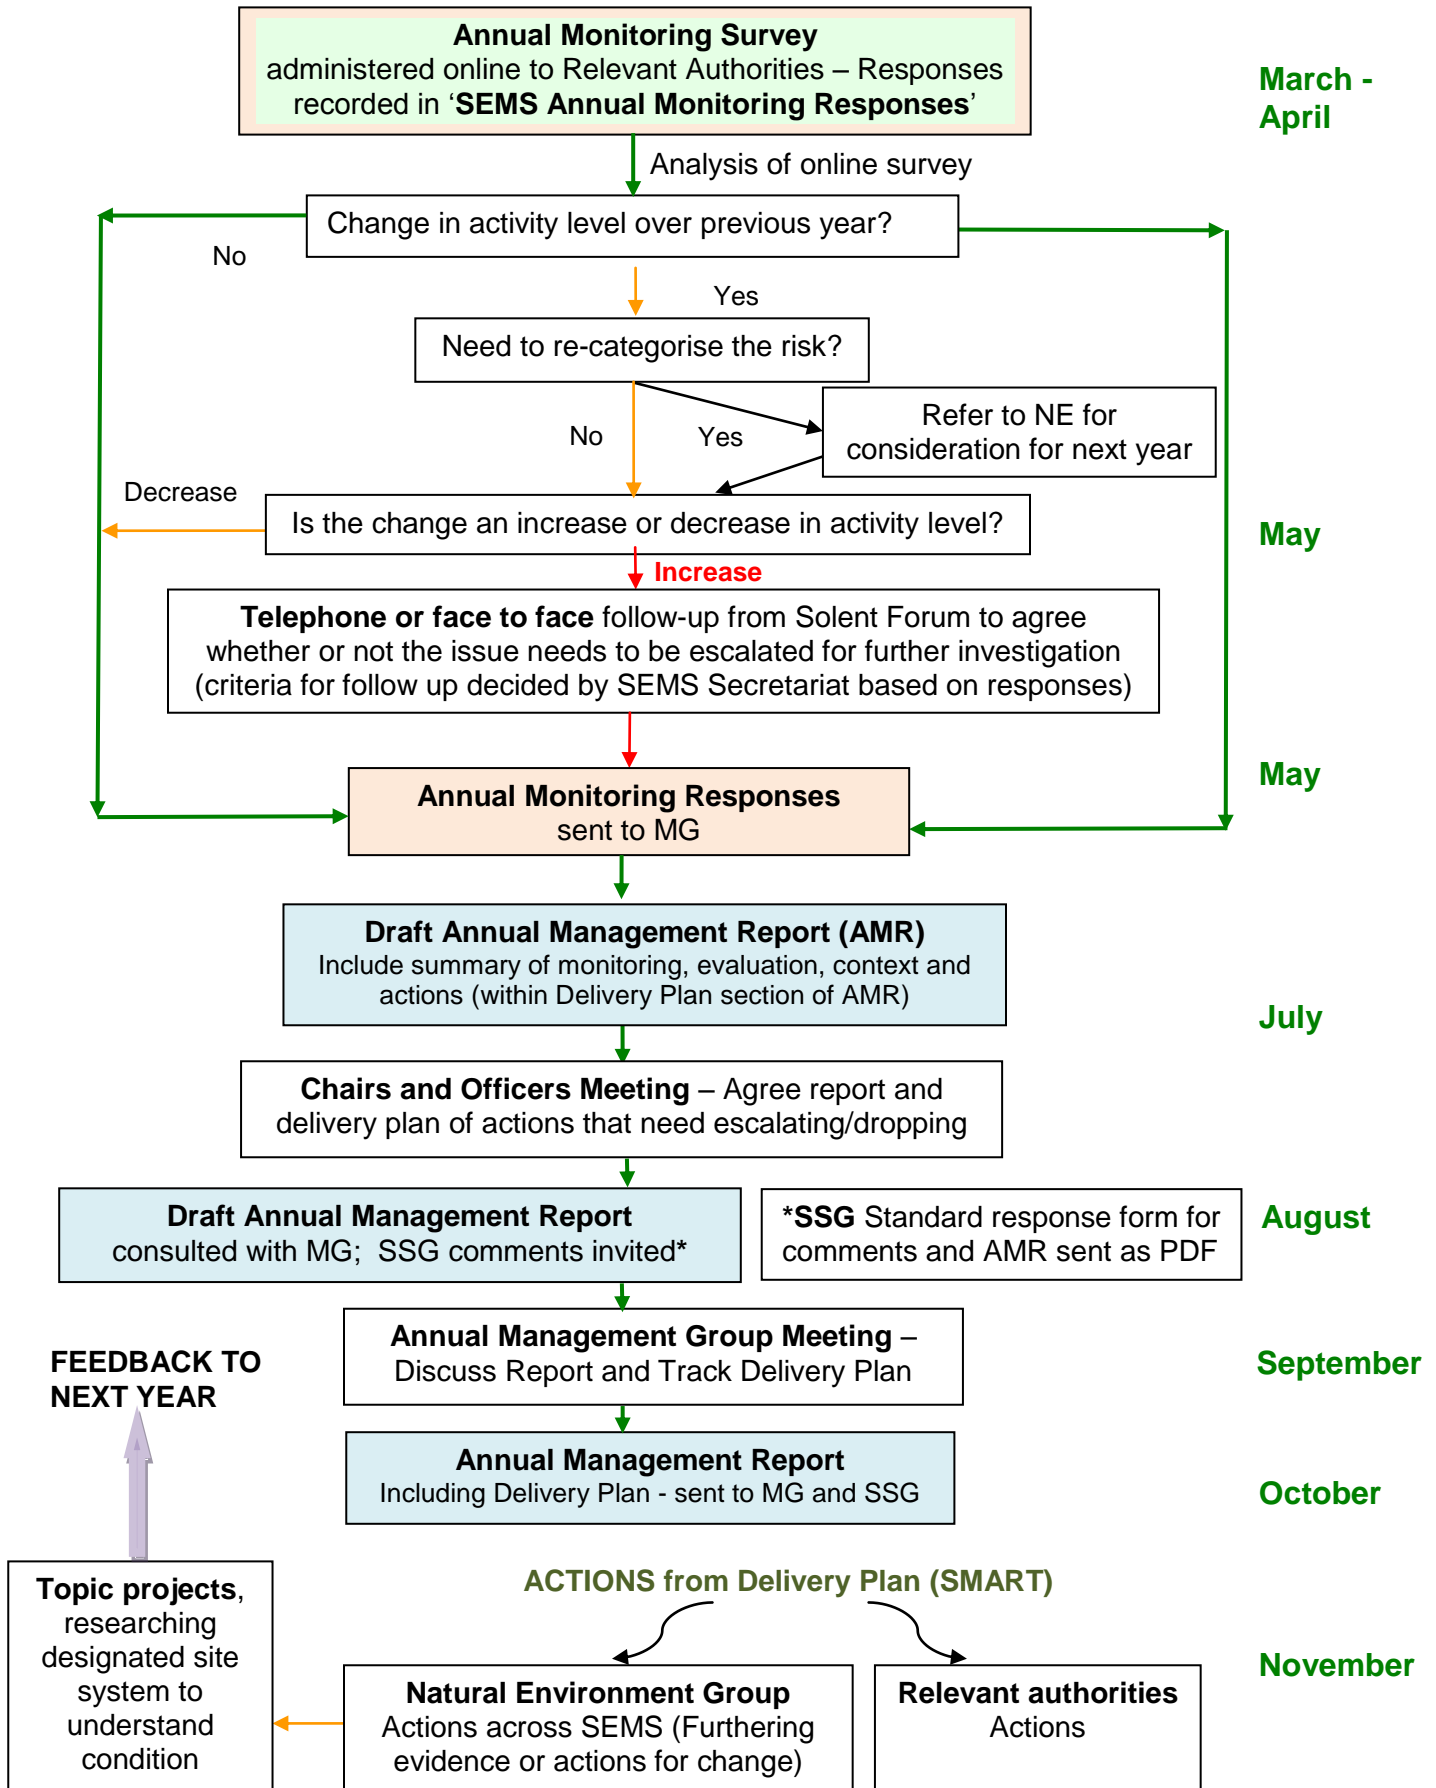 Annual Monitoring Survey
administered online to Relevant Authorities – Responses
recorded in ‘SEMS Annual Monitoring Responses’
March -
April
Analysis of online survey
Change in activity level over previous year?
No
Yes
Need to re-categorise the risk?
Refer to NE for
consideration for next year
No
Yes
Decrease
Is the change an increase or decrease in activity level?
May
Increase
Telephone or face to face follow-up from Solent Forum to agree
whether or not the issue needs to be escalated for further investigation
(criteria for follow up decided by SEMS Secretariat based on responses)
May
Annual Monitoring Responses
sent to MG
Draft Annual Management Report (AMR)
Include summary of monitoring, evaluation, context and
actions (within Delivery Plan section of AMR)
July
Chairs and Officers Meeting – Agree report and
delivery plan of actions that need escalating/dropping
Draft Annual Management Report
consulted with MG; SSG comments invited*
*SSG Standard response form for
comments and AMR sent as PDF
August
Annual Management Group Meeting –
Discuss Report and Track Delivery Plan
September
FEEDBACK TO
NEXT YEAR
Annual Management Report
Including Delivery Plan - sent to MG and SSG
October
ACTIONS from Delivery Plan (SMART)
Topic projects,
researching
designated site
system to
understand
condition
Natural Environment Group
Actions across SEMS (Furthering
evidence or actions for change)
Relevant authorities
Actions
November